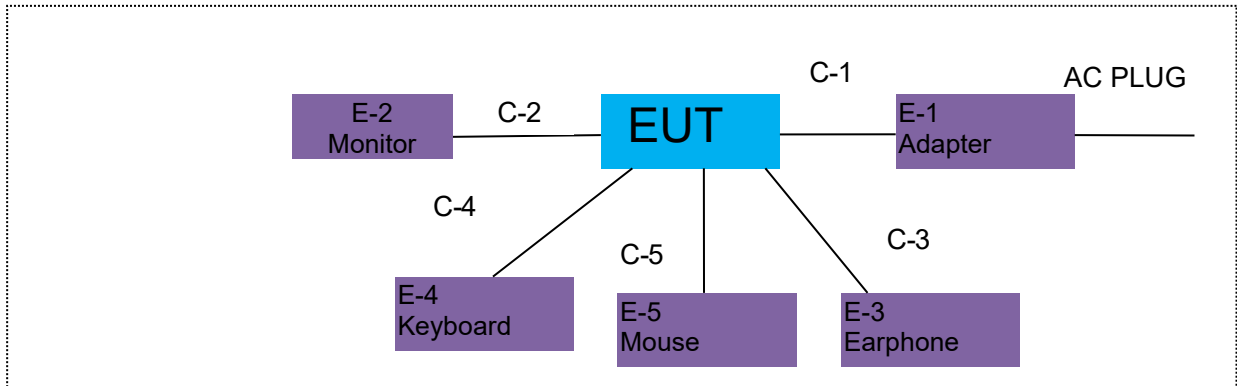 C-1
AC PLUG
E-2
Monitor
C-2
EUT
E-1
Adapter
C-4
C-5
C-3
E-4
Keyboard
E-5
Mouse
E-3
Earphone